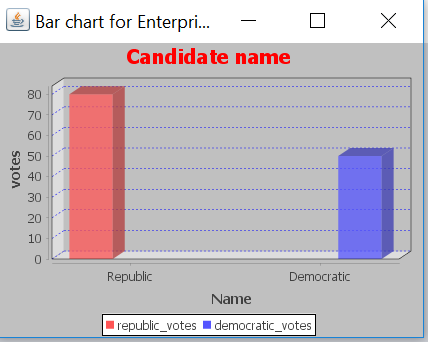 Bar chart for Enterpri...
Candidate name
votes
80
70
60
50
40
30
20
10
0
Republic Democratic
Name
republic_votes democratic_votes